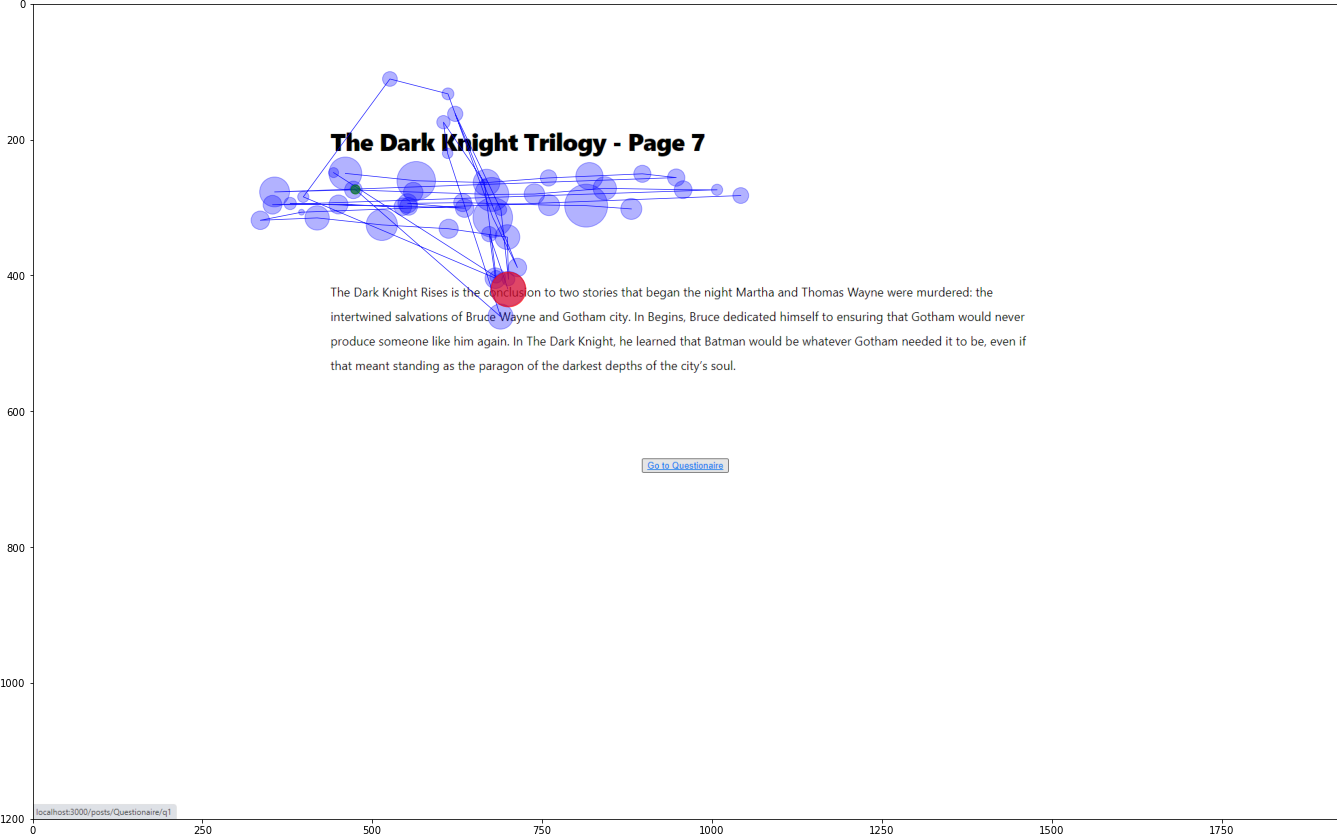 0
200
The Dark Knight Trilogy - Page 7
400
The Dark Knight Rises is the conclusion to two stories that began the night Martha and Thomas Wayne were murdered: the
intertwined salvations of Bruce Wayne and Gotham city. In Begins, Bruce dedicated himself to ensuring that Gotham would never
produce someone like him again. In The Dark Knight, he learned that Batman would be whatever Gotham needed it to be, even if
that meant standing as the paragon of the darkest depths of the city's soul.
600
Go to Questionaire
800
1000
localhost:3000/posts/Questionaire/q1
1200
0 250 500 750 1000 1250 1500 1750